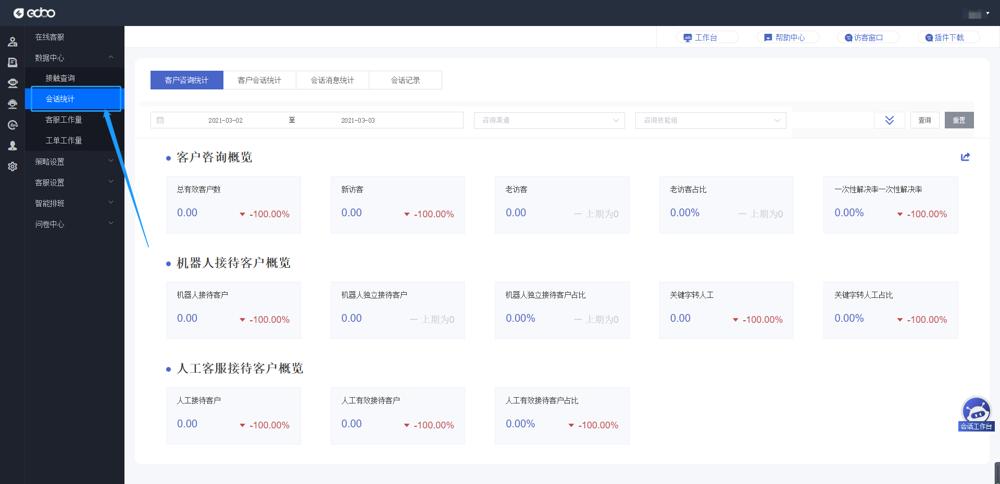 ecbo
工作台
帮助中心
访客窗口
插件下载
在线客服
数据中心
接触查询
会话统计
客服工作量
工单工作量
策略设置
客服设置
智能排班
问卷中心
客户咨询统计
客户会话统计
会话消息统计
会话记录
2021-03-02 至 2021-03-03
咨询渠道
咨询技能组
查询
重置
客户咨询概览
总有效客户数
0.00 -100.00%
新访客
0.00 -100.00%
老访客
0.00 — 上期为0
老访客占比
0.00% — 上期为0
一次性解决率一次性解决率
0.00% -100.00%
机器人接待客户概览
机器人接待客户
0.00 -100.00%
机器人独立接待客户
0.00 — 上期为0
机器人独立接待客户占比
0.00% — 上期为0
关键字转人工
0.00 -100.00%
关键字转人工占比
0.00% -100.00%
人工客服接待客户概览
人工接待客户
0.00 -100.00%
人工有效接待客户
0.00 -100.00%
人工有效接待客户占比
0.00% -100.00%
会话工作台